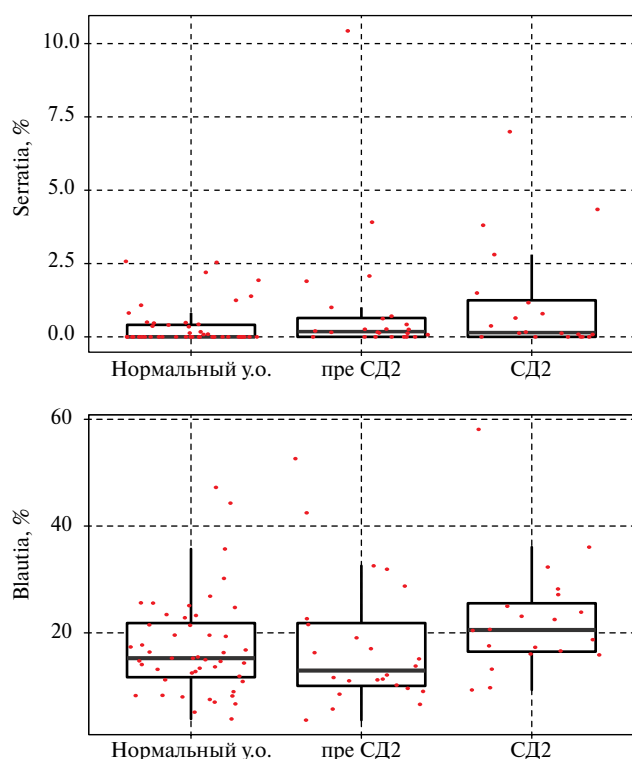 Serratia, %
10.0
7.5
5.0
2.5
0.0
Нормальный у.о. пре СД2 СД2
Blautia, %
60
40
20
Нормальный у.о. пре СД2 СД2